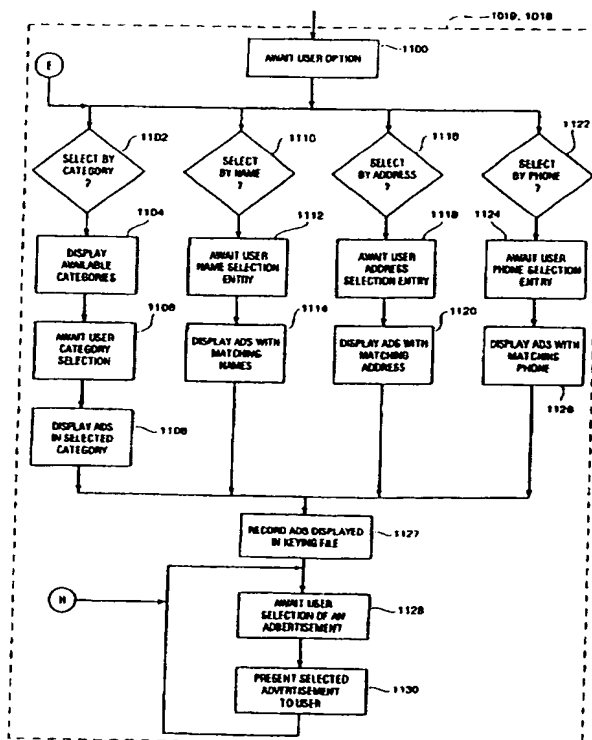 1019, 1018
AWAIT USER OPTION
1100
E
SELECT BY
CATEGORY
?
1102
SELECT
BY NAME
?
1110
SELECT
BY ADDRESS
?
1116
SELECT
BY PHONE
?
1122
1104
DISPLAY
AVAILABLE
CATEGORIES
1112
AWAIT USER
NAME SELECTION
ENTRY
1118
AWAIT USER
ADDRESS
SELECTION ENTRY
1124
AWAIT USER
PHONE SELECTION
ENTRY
1106
AWAIT USER
CATEGORY
SELECTION
1114
DISPLAY ADS WITH
MATCHING
NAMES
1120
DISPLAY ADS WITH
MATCHING
ADDRESS
DISPLAY ADS WITH
MATCHING
PHONE
1126
DISPLAY ADS
IN SELECTED
CATEGORY
1108
RECORD ADS DISPLAYED
IN KEYING FILE
1127
H
AWAIT USER
SELECTION OF AN
ADBERTISEMENT
1128
PRESENT SELECTED
ADVERTISEMENT
TO USER
1130